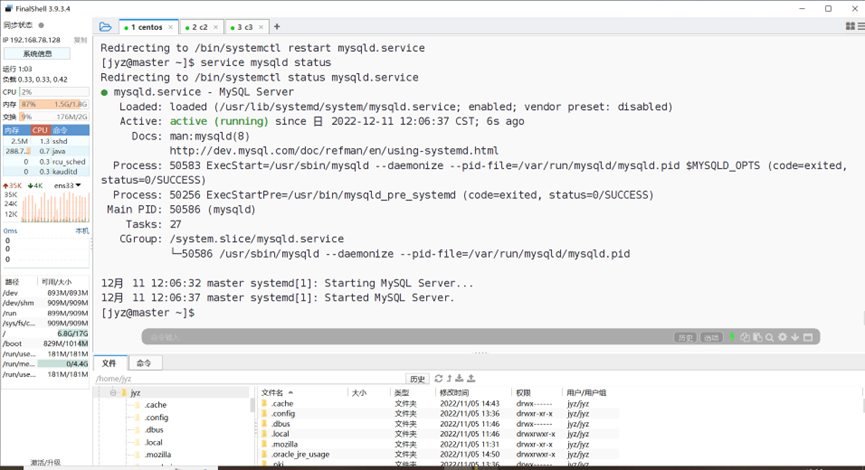 FinalShell 3.9.3.4
同步状态
IP 192.168.78.128 复制
系统信息
运行 1:03
负载 0.33, 0.33, 0.42
CPU 2%
内存 87% 1.5G/1.8G
交换 9% 176M/2G
内存 CPU 命令
2.5M 1.3 sshd
288.7... 0.7 java
0 0.3 rcu_sched
0 0.3 kauditd
35K 4K ens33
35K
24K
12K
0ms 本机
0
0
0
路径 可用/大小
/dev 893M/893M
/dev/shm 909M/909M
/run 899M/909M
/sys/fs/c... 909M/909M
/ 6.8G/17G
/boot 829M/1014M
/run/use... 181M/181M
/run/me... 0/4.4G
/run/use... 181M/181M
激活/升级
1 centos
2 c2
3 c3
+
Redirecting to /bin/systemctl restart mysqld.service
[jyz@master ~]$ service mysqld status
Redirecting to /bin/systemctl status mysqld.service
● mysqld.service - MySQL Server
Loaded: loaded (/usr/lib/systemd/system/mysqld.service; enabled; vendor preset: disabled)
Active: active (running) since 日 2022-12-11 12:06:37 CST; 6s ago
Docs: man:mysqld(8)
http://dev.mysql.com/doc/refman/en/using-systemd.html
Process: 50583 ExecStart=/usr/sbin/mysqld --daemonize --pid-file=/var/run/mysqld/mysqld.pid $MYSQLD_OPTS (code=exited,
status=0/SUCCESS)
Process: 50256 ExecStartPre=/usr/bin/mysqld_pre_systemd (code=exited, status=0/SUCCESS)
Main PID: 50586 (mysqld)
Tasks: 27
CGroup: /system.slice/mysqld.service
└─50586 /usr/sbin/mysqld --daemonize --pid-file=/var/run/mysqld/mysqld.pid
12月 11 12:06:32 master systemd[1]: Starting MySQL Server...
12月 11 12:06:37 master systemd[1]: Started MySQL Server.
[jyz@master ~]$
命令输入 历史
文件 命令
/home/jyz 历史
jyz
.cache
.config
.dbus
.local
.mozilla
文件名 大小 类型 修改时间 权限 用户/用户组
.cache 文件夹 2022/11/05 14:43 drwx------ jyz/jyz
.config 文件夹 2022/11/05 13:36 drwxr-xr-x jyz/jyz
.dbus 文件夹 2022/11/05 11:46 drwx------ jyz/jyz
.local 文件夹 2022/11/05 11:46 drwxrwxr-x jyz/jyz
.mozilla 文件夹 2022/11/05 11:31 drwxr-xr-x jyz/jyz
.oracle_jre_usage 文件夹 2022/11/05 14:50 drwxrwxr-x jyz/jyz
.pki 文件夹 2022/11/05 13:36 drwx------ jyz/jyz